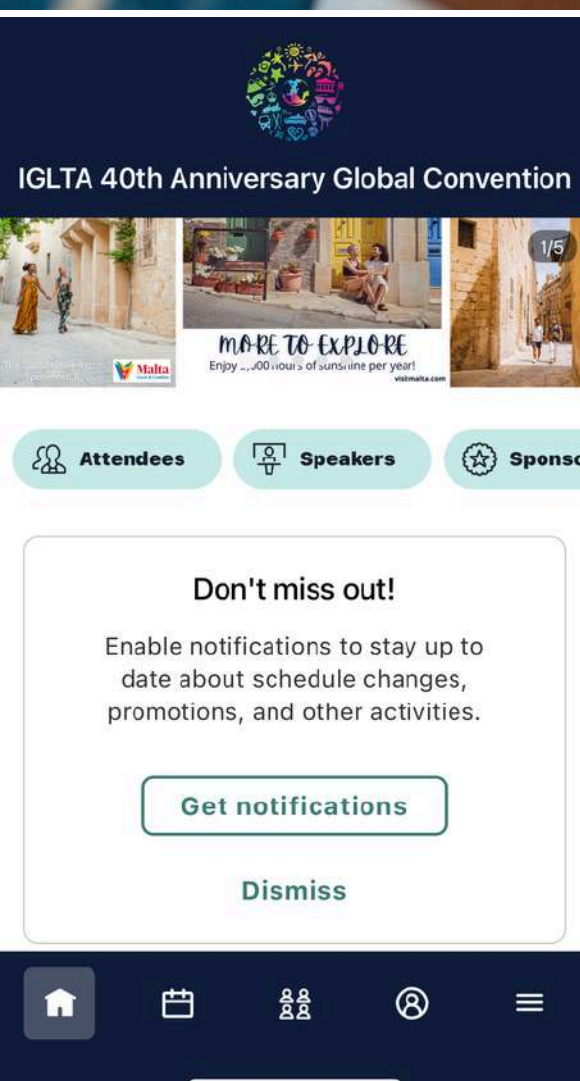 IGLTA 40th Anniversary Global Convention
1/5
Malta
MORE TO EXPLORE
Enjoy hours of sunshine per year!
visitmalta.com
Attendees
Speakers
Sponso
Don't miss out!
Enable notifications to stay up to
date about schedule changes,
promotions, and other activities.
Get notifications
Dismiss